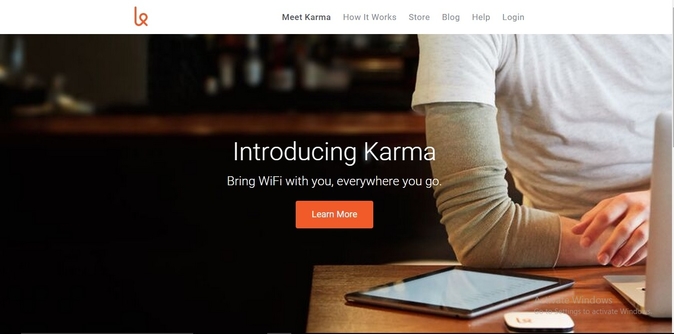 Meet Karma How It Works Store Blog Help Login
Introducing Karma
Bring WiFi with you, everywhere you go.
Learn More
Activate Windows
Go to Settings to activate Windows.